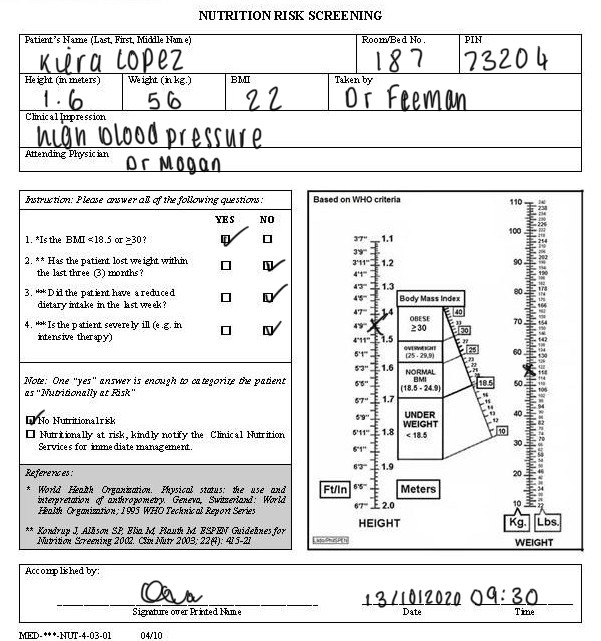 NUTRITION RISK SCREENING
Patient's Name (Last, First, Middle Name) Room/Bed No. PIN
Kiera Lopez 187 73204
Height (in meters) Weight (in kg.) BMI Taken by
1.6 56 22 Dr Feeman
Clinical Impression
high blood pressure
Attending Physician
Dr Mogan
Instruction: Please answer all of the following questions:
YES NO
1. *Is the BMI <18.5 or ≥30?
2. ** Has the patient lost weight within
the last three (3) months?
3. **Did the patient have a reduced
dietary intake in the last week?
4. **Is the patient severely ill (e.g. in
intensive therapy)
Note: One "yes" answer is enough to categorize the patient
as "Nutritionally at Risk"
No Nutritional risk
Nutritionally at risk, kindly notify the Clinical Nutrition
Services for immediate management.
References:
* World Health Organization. Physical status: the use and
interpretation of anthropometry. Geneva, Switzerland: World
Health Organization; 1995 WHO Technical Report Series
** Kondrup J, Allison SP, Elia M, Plauth M. ESPEN Guidelines for
Nutrition Screening 2002. Clin Nutr 2003; 22(4): 415-21
Based on WHO criteria
3'7" 1.1
3'9"
3'11" 1.2
4'1"
4'3" 1.3
4'5"
4'7" 1.4
4'9"
4'11" 1.5
5'1"
5'3" 1.6
5'5"
5'7" 1.7
5'9"
5'11" 1.8
6'1"
6'3" 1.9
6'5"
6'7" 2.0
Ft/In Meters
HEIGHT
Body Mass Index
OBESE
≥30
OVERWEIGHT
(25 - 29,9)
NORMAL
BMI
(18.5 - 24.9)
UNDER
WEIGHT
< 18.5
40
30
25
18.5
10
110
100
90
80
70
60
50
40
30
20
10
Kg. Lbs.
WEIGHT
Accomplished by:
13/10/2020 09:30
Signature over Printed Name Date Time
MED-***-NUT-4-03-01 04/10